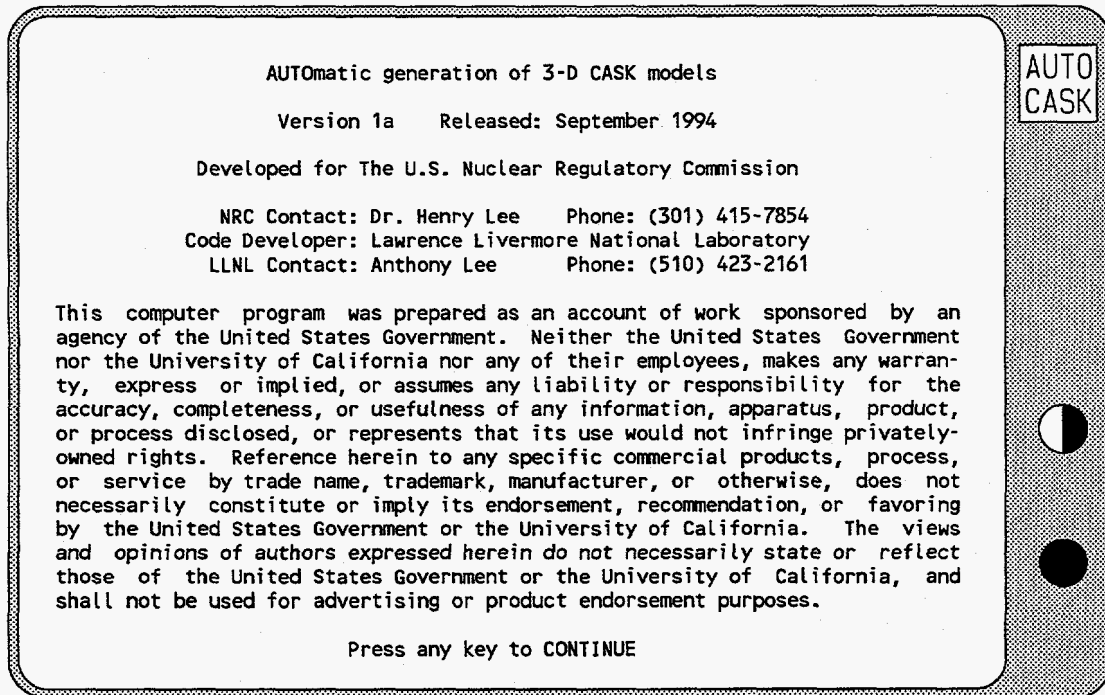 AUTOmatic generation of 3-D CASK models
Version 1a Released: September 1994
Developed for The U.S. Nuclear Regulatory Commission
NRC Contact: Dr. Henry Lee Phone: (301) 415-7854
Code Developer: Lawrence Livermore National Laboratory
LLNL Contact: Anthony Lee Phone: (510) 423-2161
This computer program was prepared as an account of work sponsored by an
agency of the United States Government. Neither the United States Government
nor the University of California nor any of their employees, makes any warran-
ty, express or implied, or assumes any liability or responsibility for the
accuracy, completeness, or usefulness of any information, apparatus, product,
or process disclosed, or represents that its use would not infringe privately-
owned rights. Reference herein to any specific commercial products, process,
or service by trade name, trademark, manufacturer, or otherwise, does not
necessarily constitute or imply its endorsement, recommendation, or favoring
by the United States Government or the University of California. The views
and opinions of authors expressed herein do not necessarily state or reflect
those of the United States Government or the University of California, and
shall not be used for advertising or product endorsement purposes.
Press any key to CONTINUE
AUTO
CASK